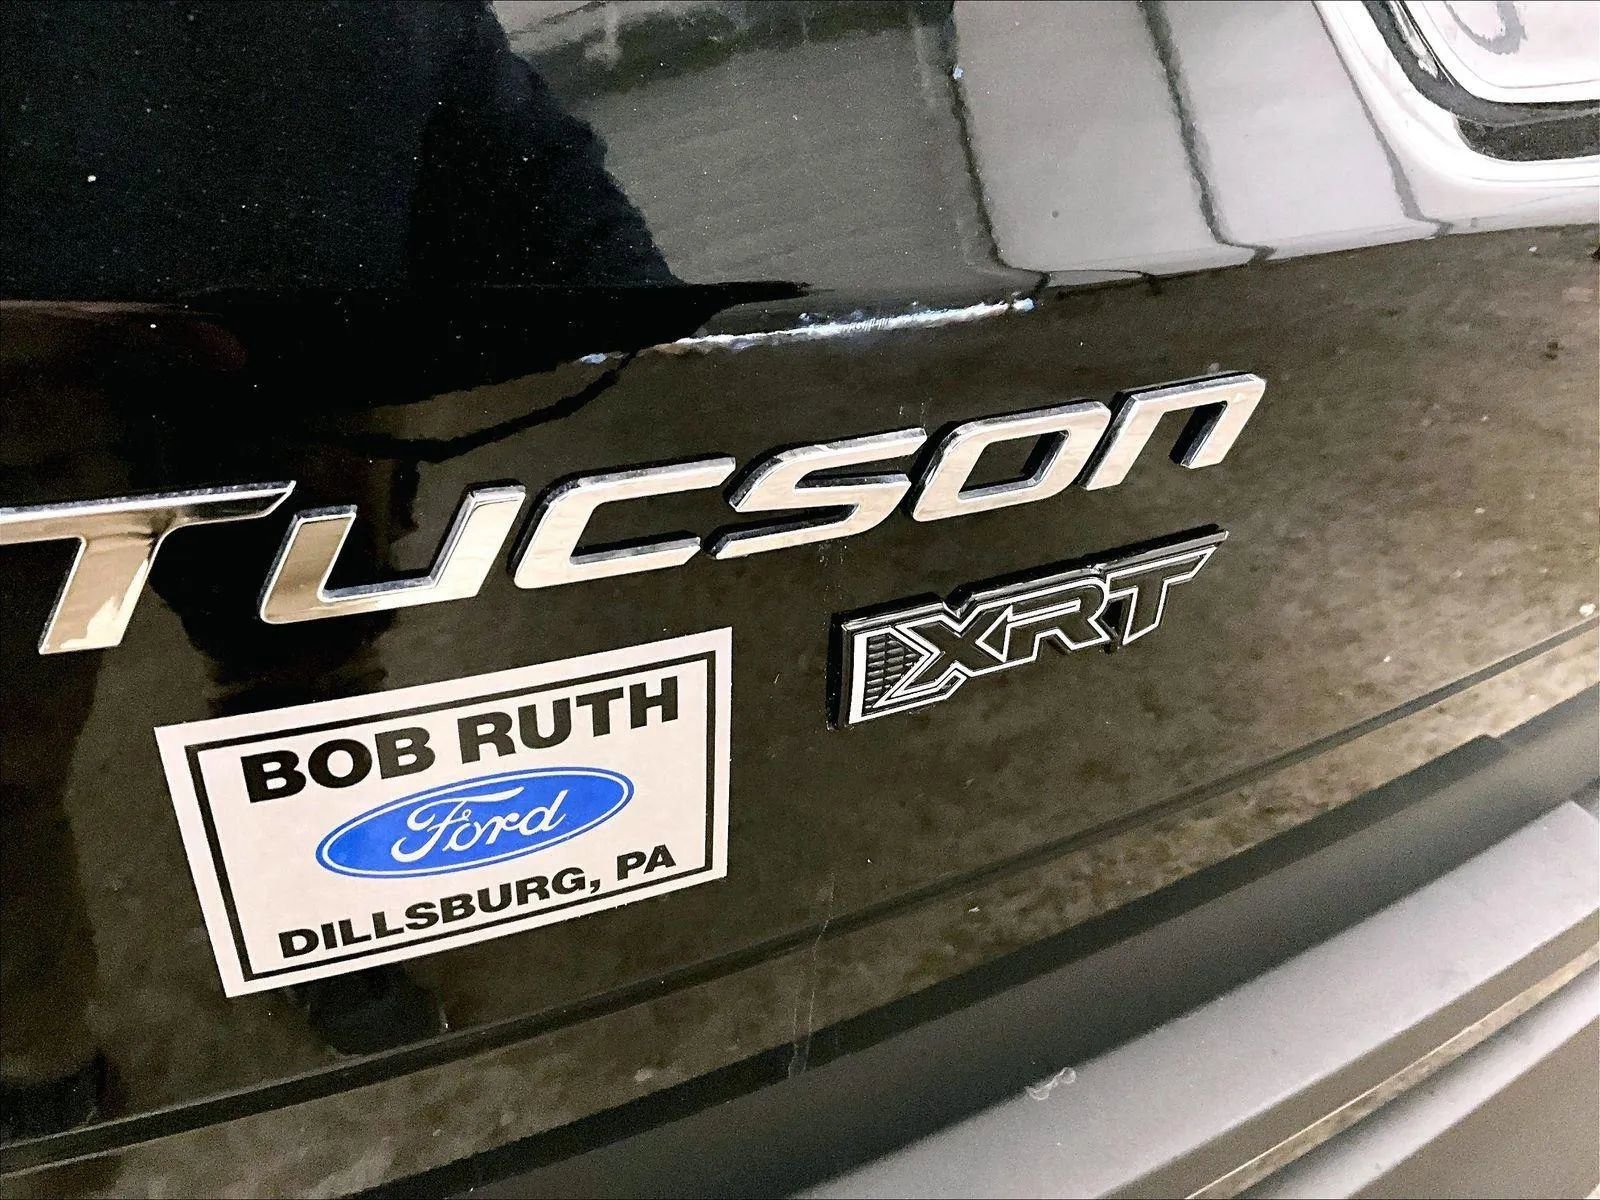 TUCSON
XRT
BOB RUTH
Ford
DILLSBURG, PA